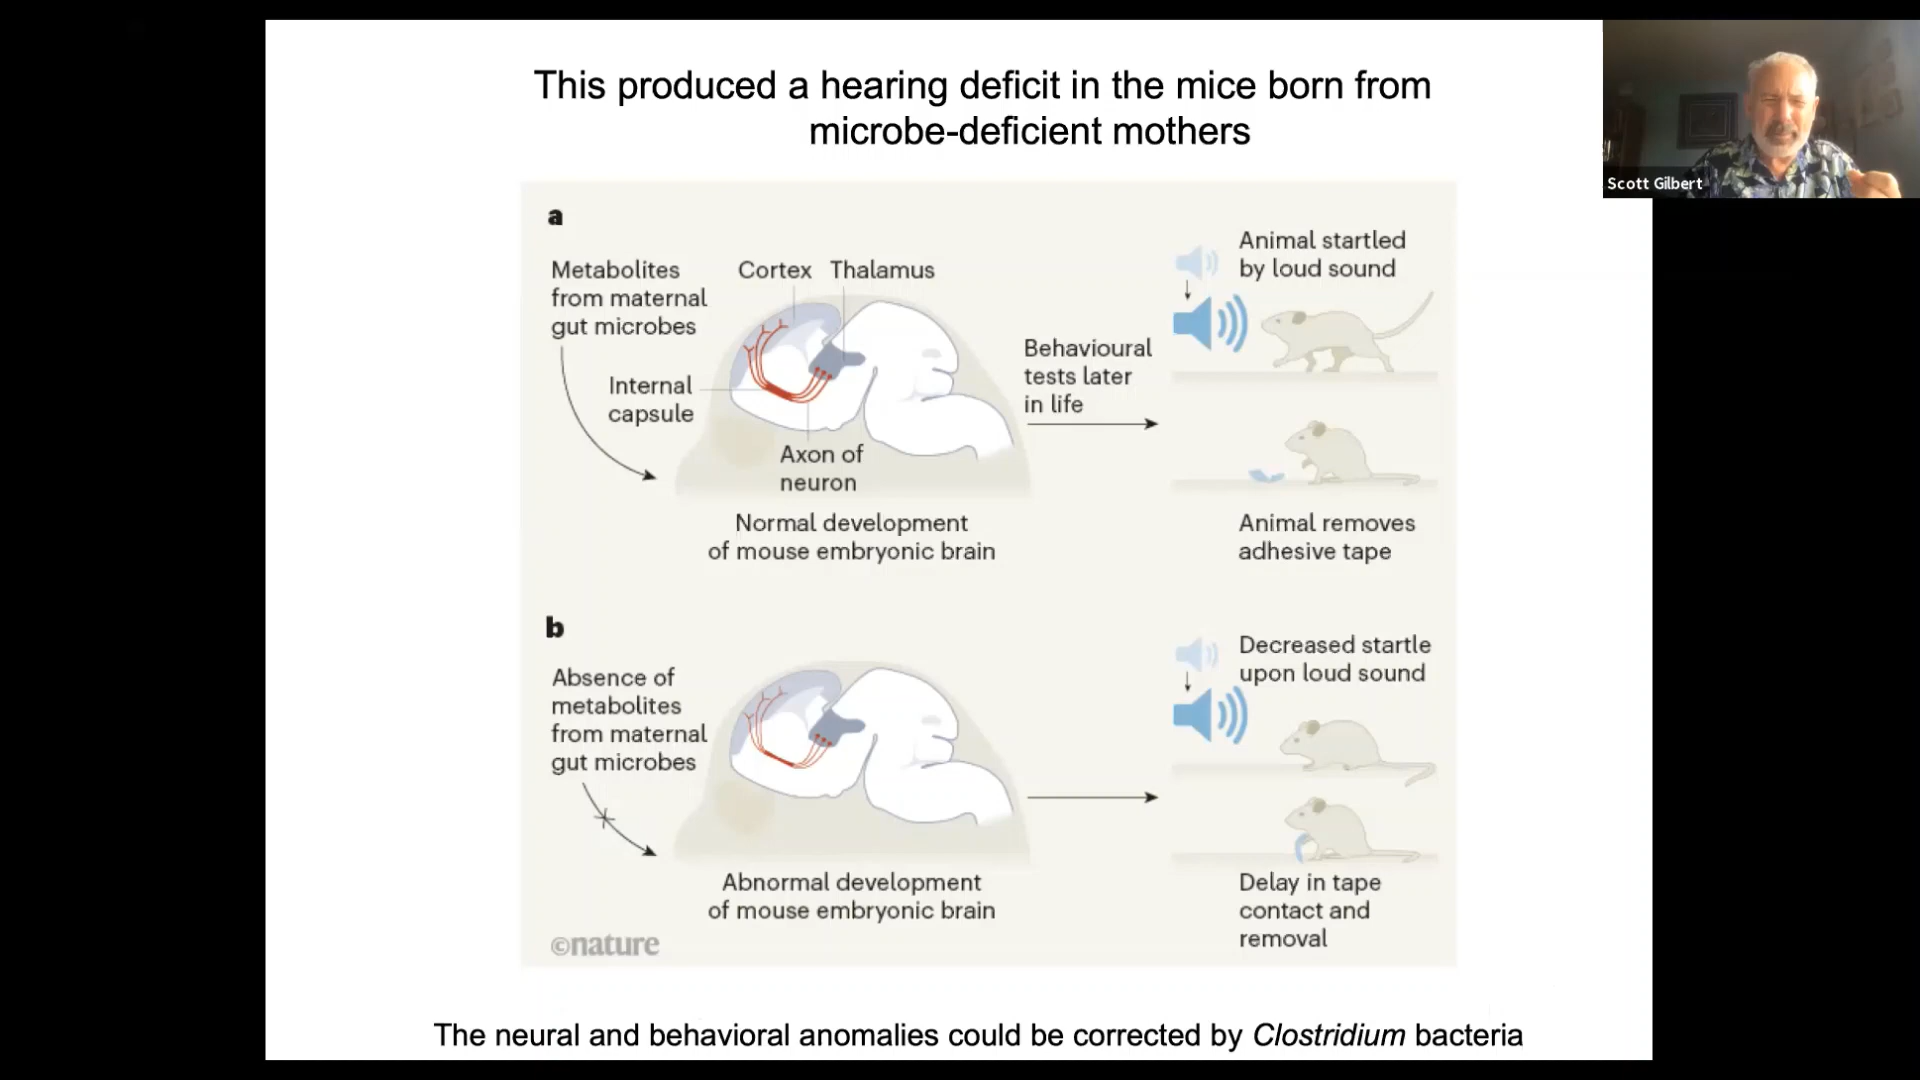 This produced a hearing deficit in the mice born from
microbe-deficient mothers
Scott Gilbert
a
Metabolites
from maternal
gut microbes
Cortex
Thalamus
Internal
capsule
Axon of
neuron
Normal development
of mouse embryonic brain
Behavioural
tests later
in life
Animal startled
by loud sound
Animal removes
adhesive tape
b
Absence of
metabolites
from maternal
gut microbes
Abnormal development
of mouse embryonic brain
Decreased startle
upon loud sound
Delay in tape
contact and
removal
©nature
The neural and behavioral anomalies could be corrected by Clostridium bacteria